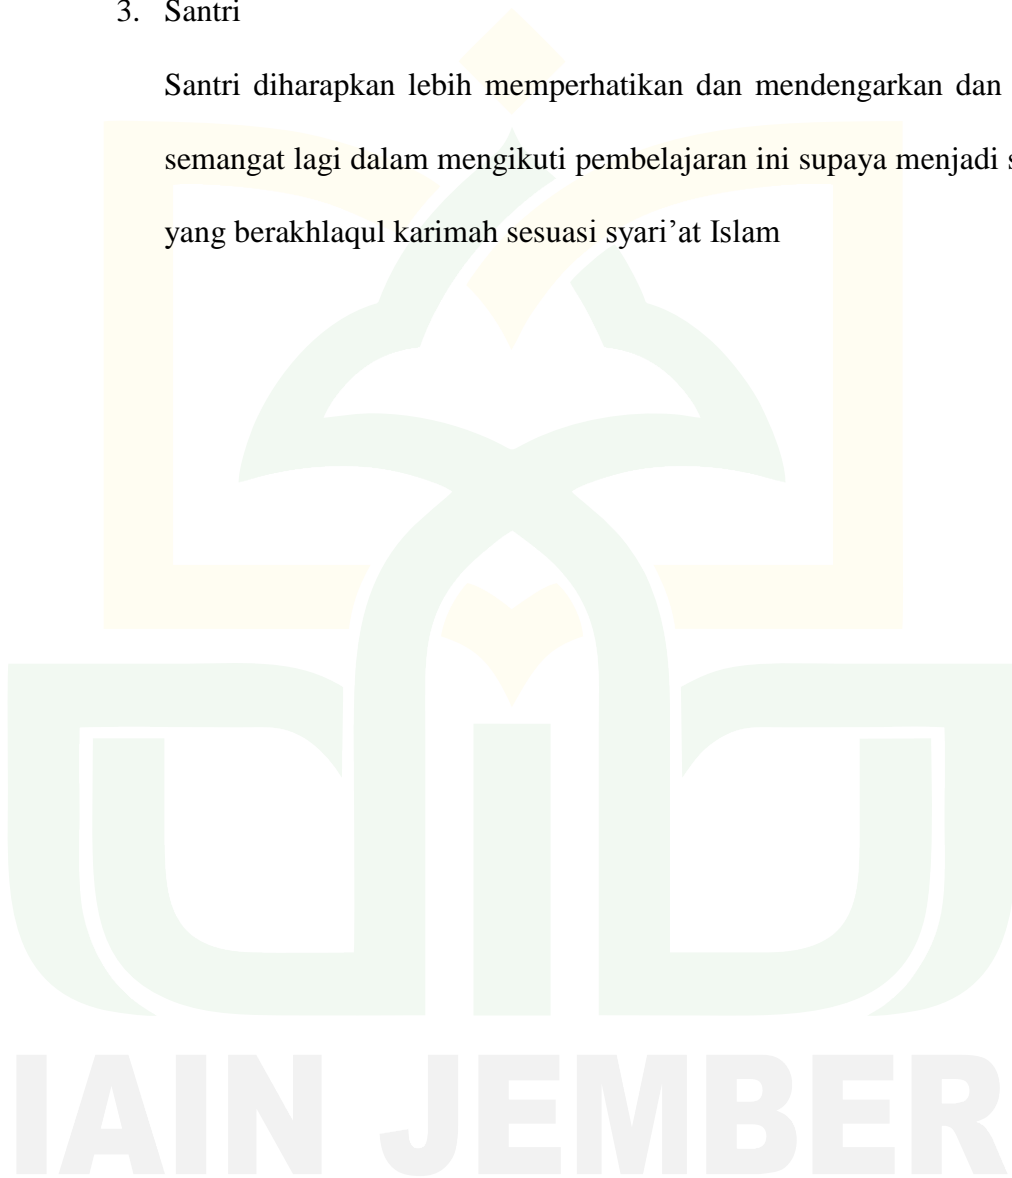 3. Santri
Santri diharapkan lebih memperhatikan dan mendengarkan dan
semangat lagi dalam mengikuti pembelajaran ini supaya menjadi
yang berakhlaqul karimah sesuasi syari’at Islam
IAIN JEMBER